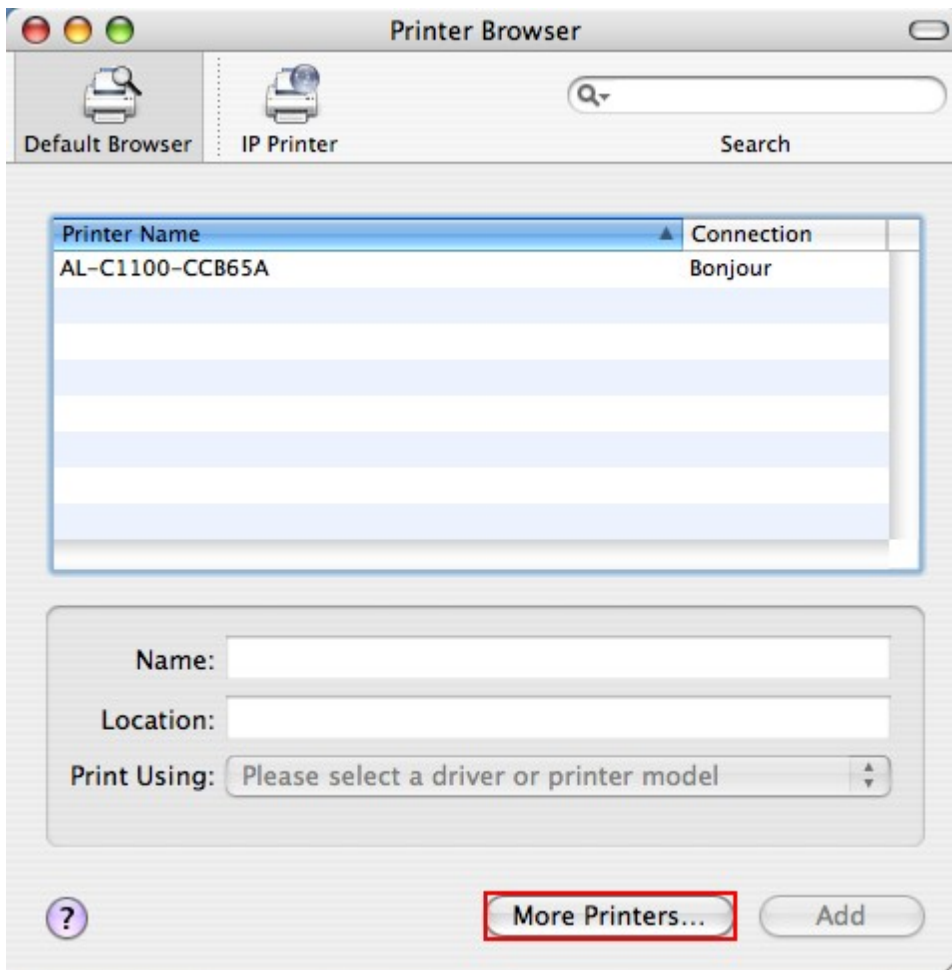 Printer Browser
Default Browser
IP Printer
Search
Printer Name Connection
AL-C1100-CCB65A Bonjour
Name:
Location:
Print Using: Please select a driver or printer model
? More Printers... Add